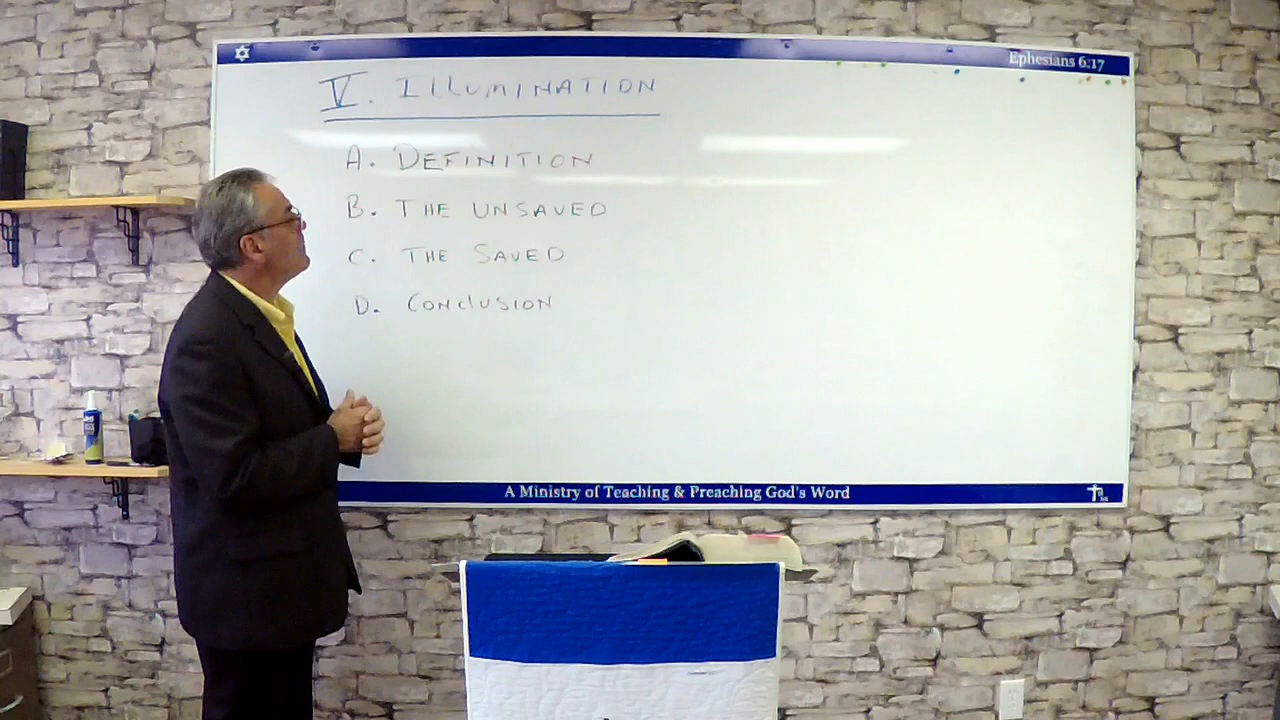 Ephesians 6:17
V. ILLUMINATION
A. DEFINITION
B. THE UNSAVED
C. THE SAVED
D. CONCLUSION
A Ministry of Teaching & Preaching God's Word